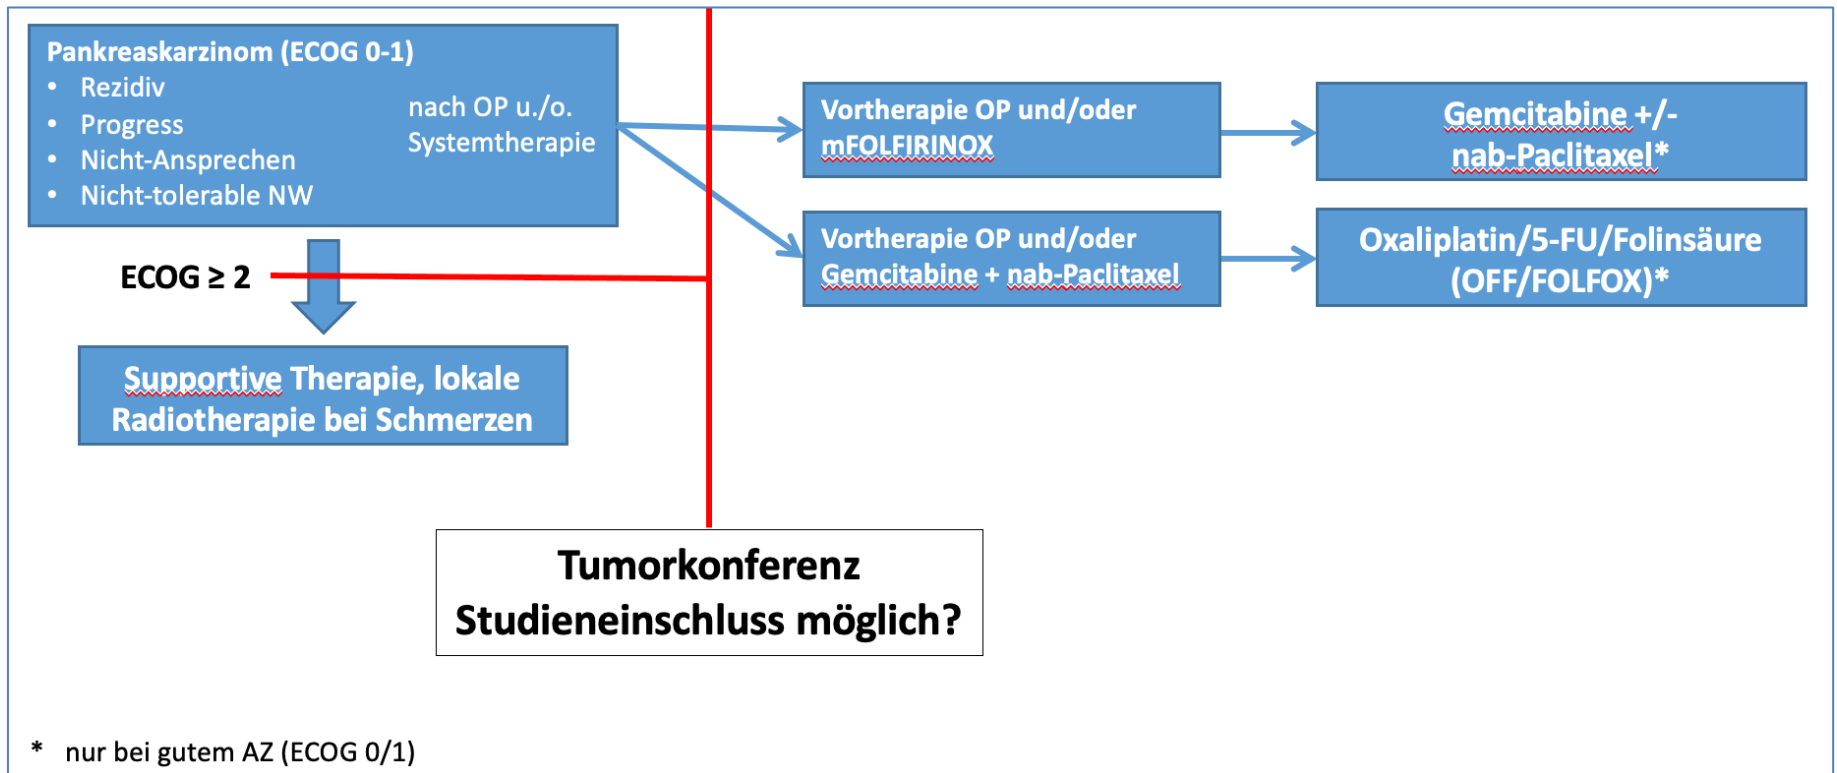 Pankreaskarzinom (ECOG 0-1)
• Rezidiv
• Progress
• Nicht-Ansprechen
• Nicht-tolerable NW
nach OP u./o.
Systemtherapie
Vortherapie OP und/oder
mFOLFIRINOX
Gemcitabine +/-
nab-Paclitaxel*
Vortherapie OP und/oder
Gemcitabine + nab-Paclitaxel
Oxaliplatin/5-FU/Folinsäure
(OFF/FOLFOX)*
ECOG ≥ 2
Supportive Therapie, lokale
Radiotherapie bei Schmerzen
Tumorkonferenz
Studieneinschluss möglich?
* nur bei gutem AZ (ECOG 0/1)